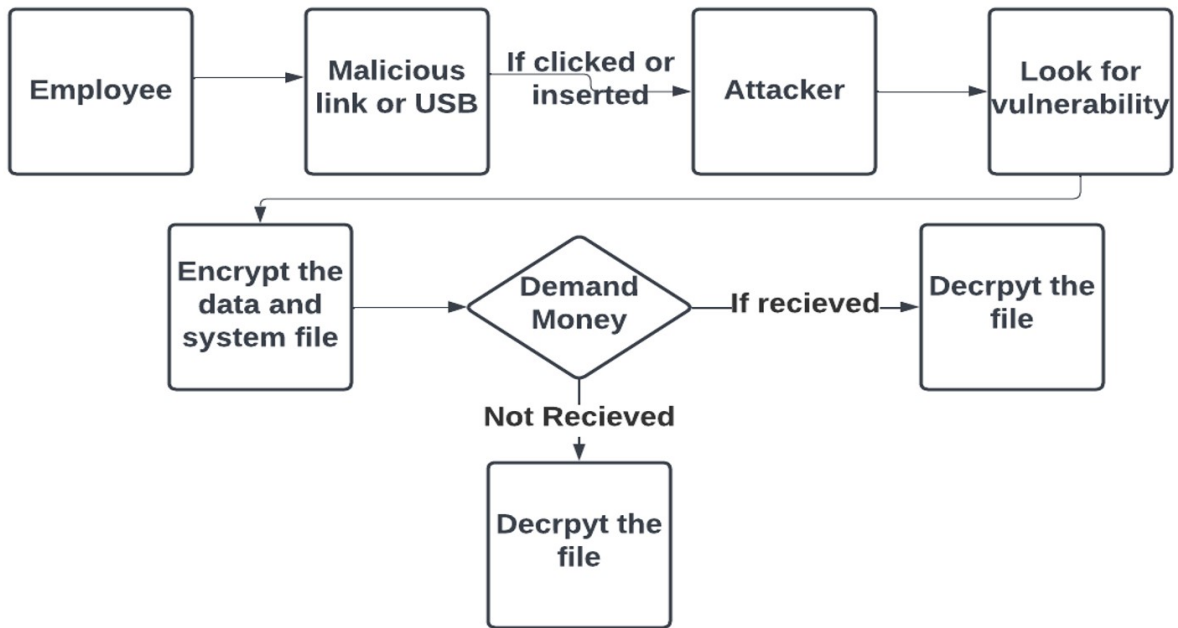 Employee
Malicious
link or USB
If clicked or
inserted
Attacker
Look for
vulnerability
Encrypt the
data and
system file
Demand
Money
If recieved
Decrpyt the
file
Not Recieved
Decrpyt the
file